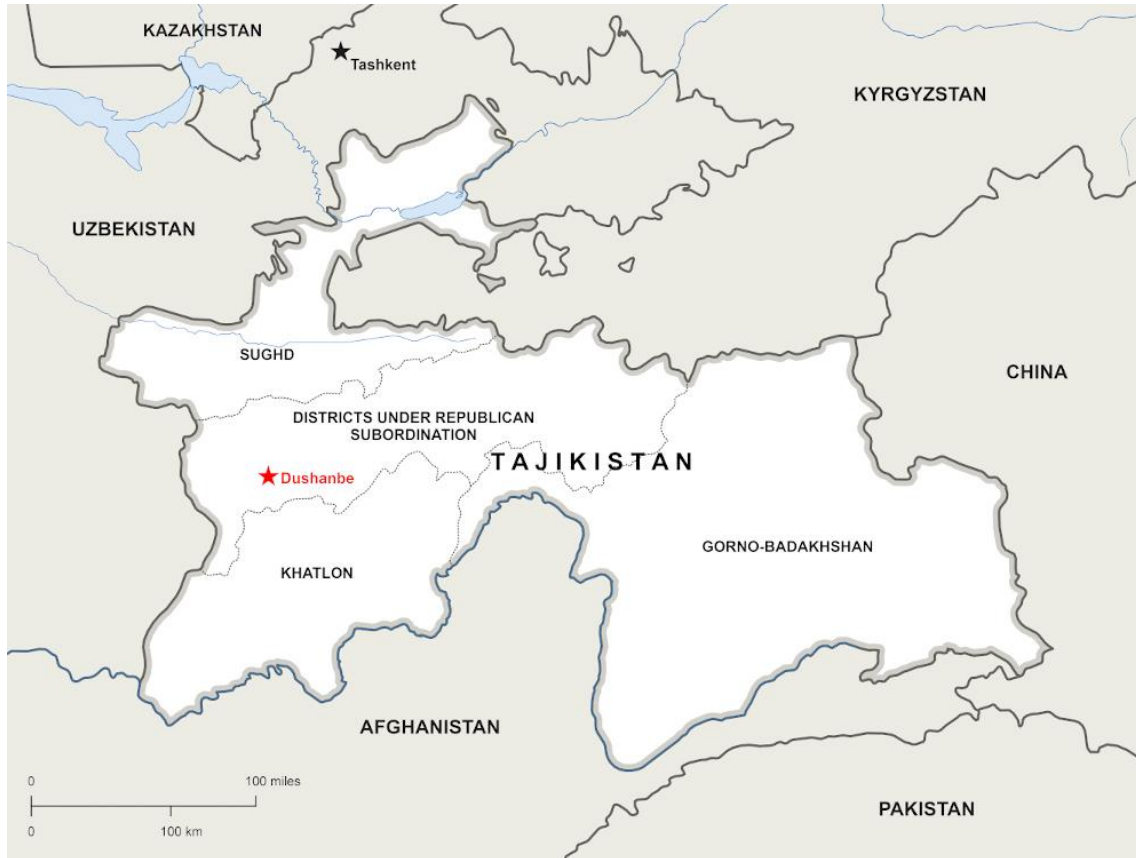 KAZAKHSTAN
Tashkent
KYRGYZSTAN
UZBEKISTAN
SUGHD
CHINA
DISTRICTS UNDER REPUBLICAN
SUBORDINATION
TAJIKISTAN
Dushanbe
GORNO-BADAKHSHAN
KHATLON
AFGHANISTAN
0 100 miles
0 100 km
PAKISTAN